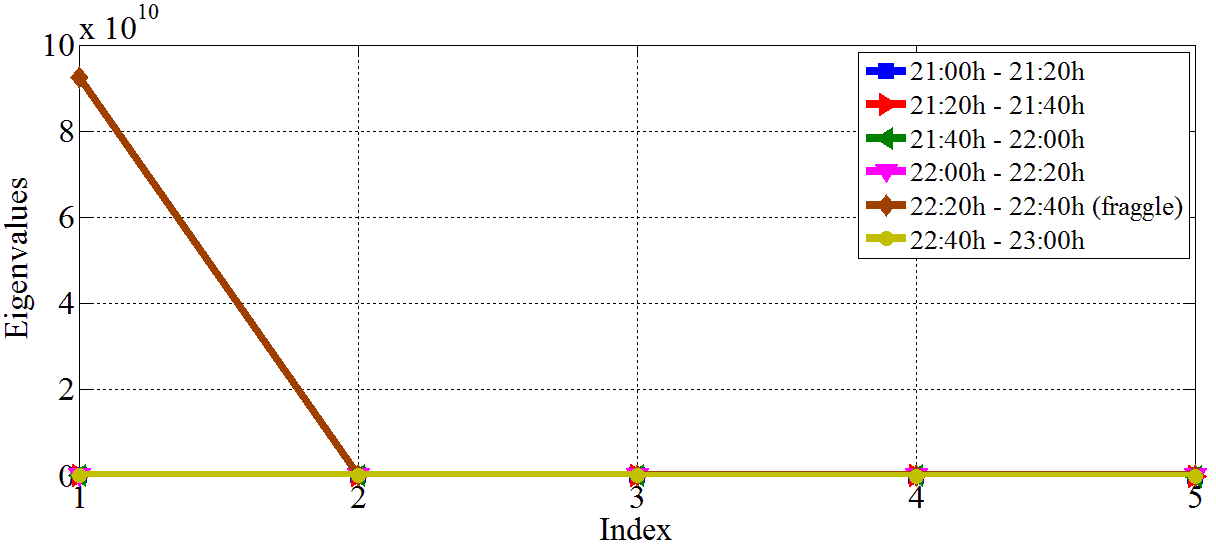 x 10^10
10
8
6
4
2
0
Eigenvalues
21:00h - 21:20h
21:20h - 21:40h
21:40h - 22:00h
22:00h - 22:20h
22:20h - 22:40h (fraggle)
22:40h - 23:00h
1 2 3 4 5
Index